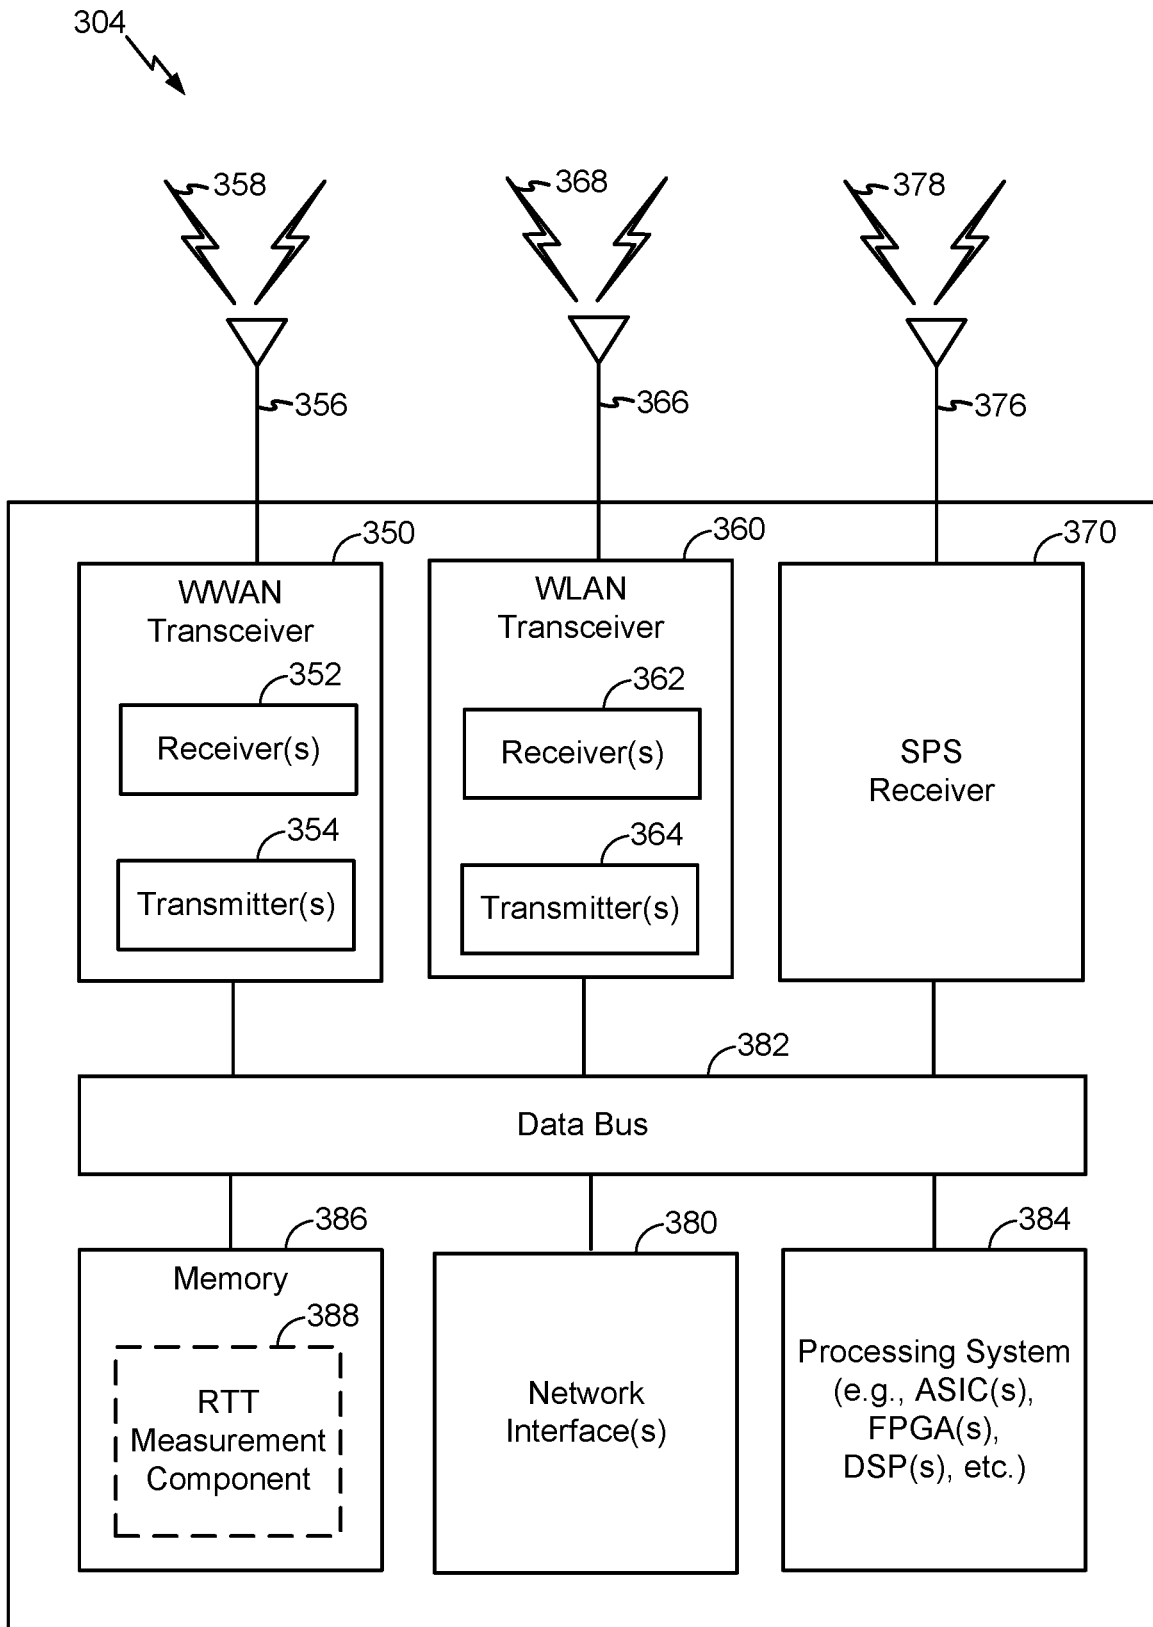 304
358
368
378
356
366
376
350
360
370
WWAN
Transceiver
WLAN
Transceiver
352
362
Receiver(s)
Receiver(s)
SPS
Receiver
354
364
Transmitter(s)
Transmitter(s)
382
Data Bus
386
380
384
Memory
388
RTT
Measurement
Component
Network
Interface(s)
Processing System
(e.g., ASIC(s),
FPGA(s),
DSP(s), etc.)